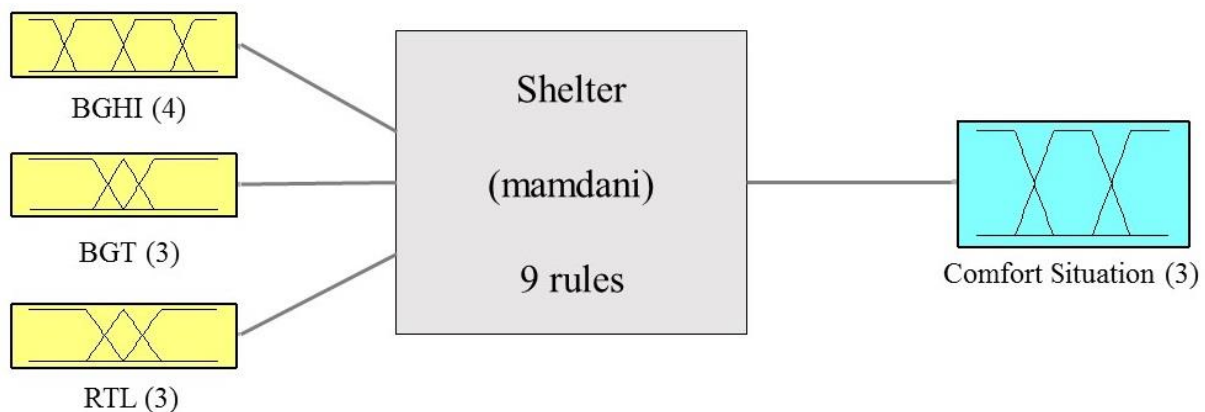 BGHI (4)
BGT (3)
RTL (3)
Shelter
(mamdani)
9 rules
Comfort Situation (3)